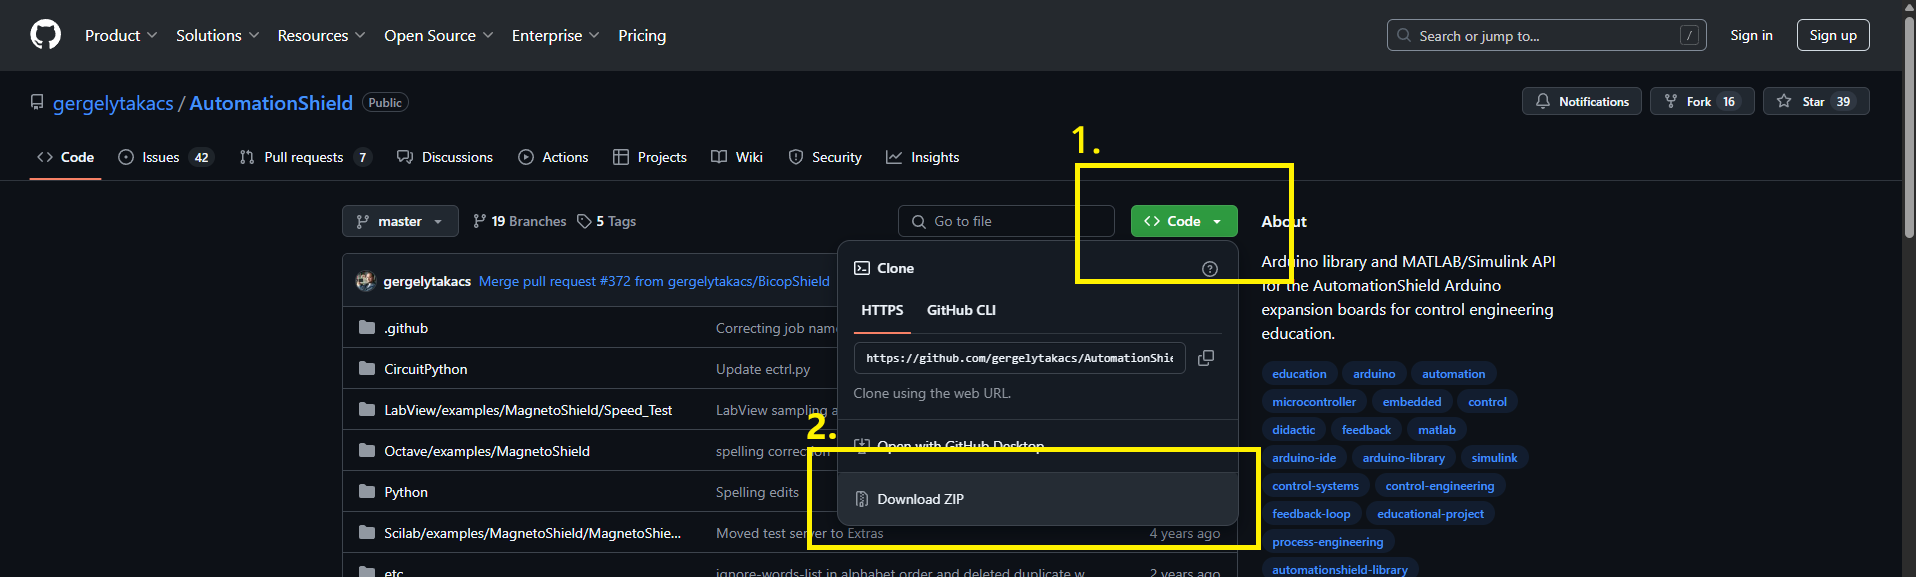 Product Solutions Resources Open Source Enterprise Pricing Search or jump to... / Sign in Sign up
gergelytakacs / AutomationShield Public Notifications Fork 16 Star 39
1.
Code Issues 42 Pull requests 7 Discussions Actions Projects Wiki Security Insights
master 19 Branches 5 Tags Go to file Code
gergelytakacs Merge pull request #372 from gergelytakacs/BicopShield
.github Correcting job nam
CircuitPython Update ectrl.py
LabView/examples/MagnetoShield/Speed_Test LabView sampling a
Octave/examples/MagnetoShield spelling correction
Python Spelling edits
Scilab/examples/MagnetoShield/MagnetoShie... Moved test server to Extras 4 years ago
etc ignore-words-list in alphabet order and deleted duplicate w 2 years ago
Clone
HTTPS GitHub CLI
https://github.com/gergelytakacs/AutomationShie
Clone using the web URL.
2.
Open with GitHub Desktop
Download ZIP
About
Arduino library and MATLAB/Simulink API
for the AutomationShield Arduino
expansion boards for control engineering
education.
education arduino automation
microcontroller embedded control
didactic feedback matlab
arduino-ide arduino-library simulink
control-systems control-engineering
feedback-loop educational-project
process-engineering
automationshield-library